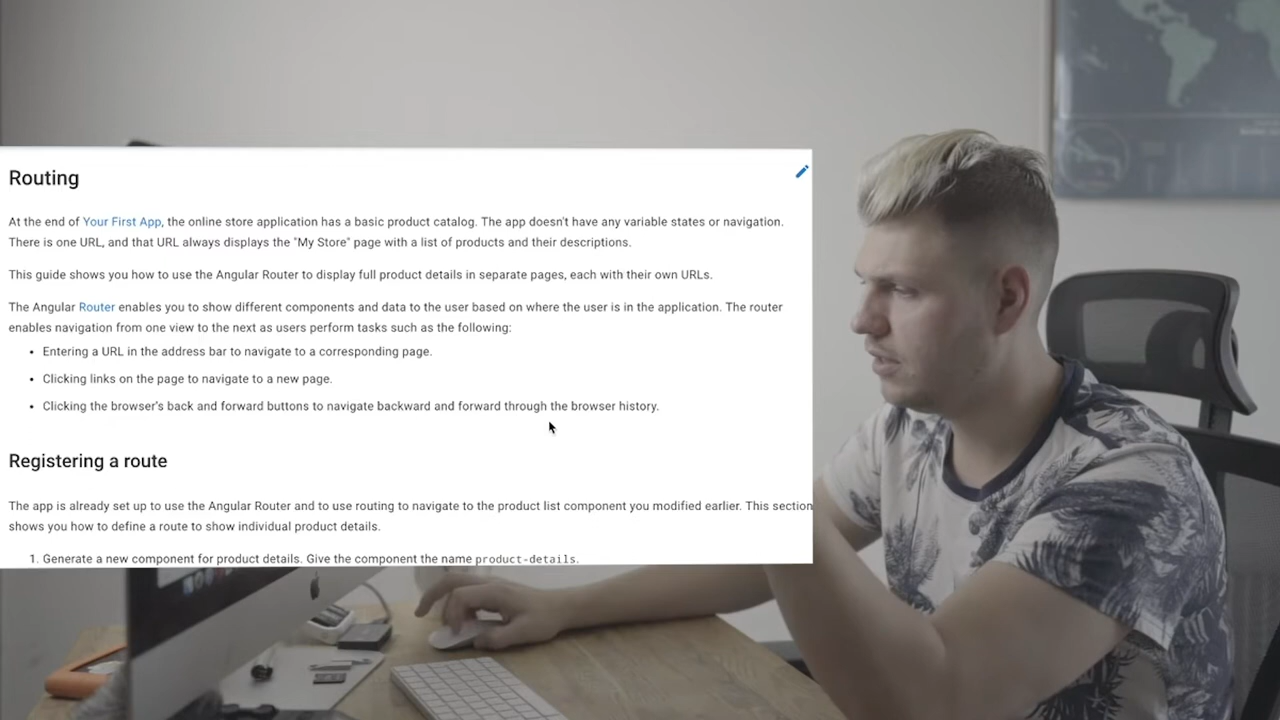 Routing
At the end of Your First App, the online store application has a basic product catalog. The app doesn't have any variable states or navigation.
There is one URL, and that URL always displays the "My Store" page with a list of products and their descriptions.
This guide shows you how to use the Angular Router to display full product details in separate pages, each with their own URLs.
The Angular Router enables you to show different components and data to the user based on where the user is in the application. The router
enables navigation from one view to the next as users perform tasks such as the following:
• Entering a URL in the address bar to navigate to a corresponding page.
• Clicking links on the page to navigate to a new page.
• Clicking the browser's back and forward buttons to navigate backward and forward through the browser history.
Registering a route
The app is already set up to use the Angular Router and to use routing to navigate to the product list component you modified earlier. This section
shows you how to define a route to show individual product details.
1. Generate a new component for product details. Give the component the name product-details.